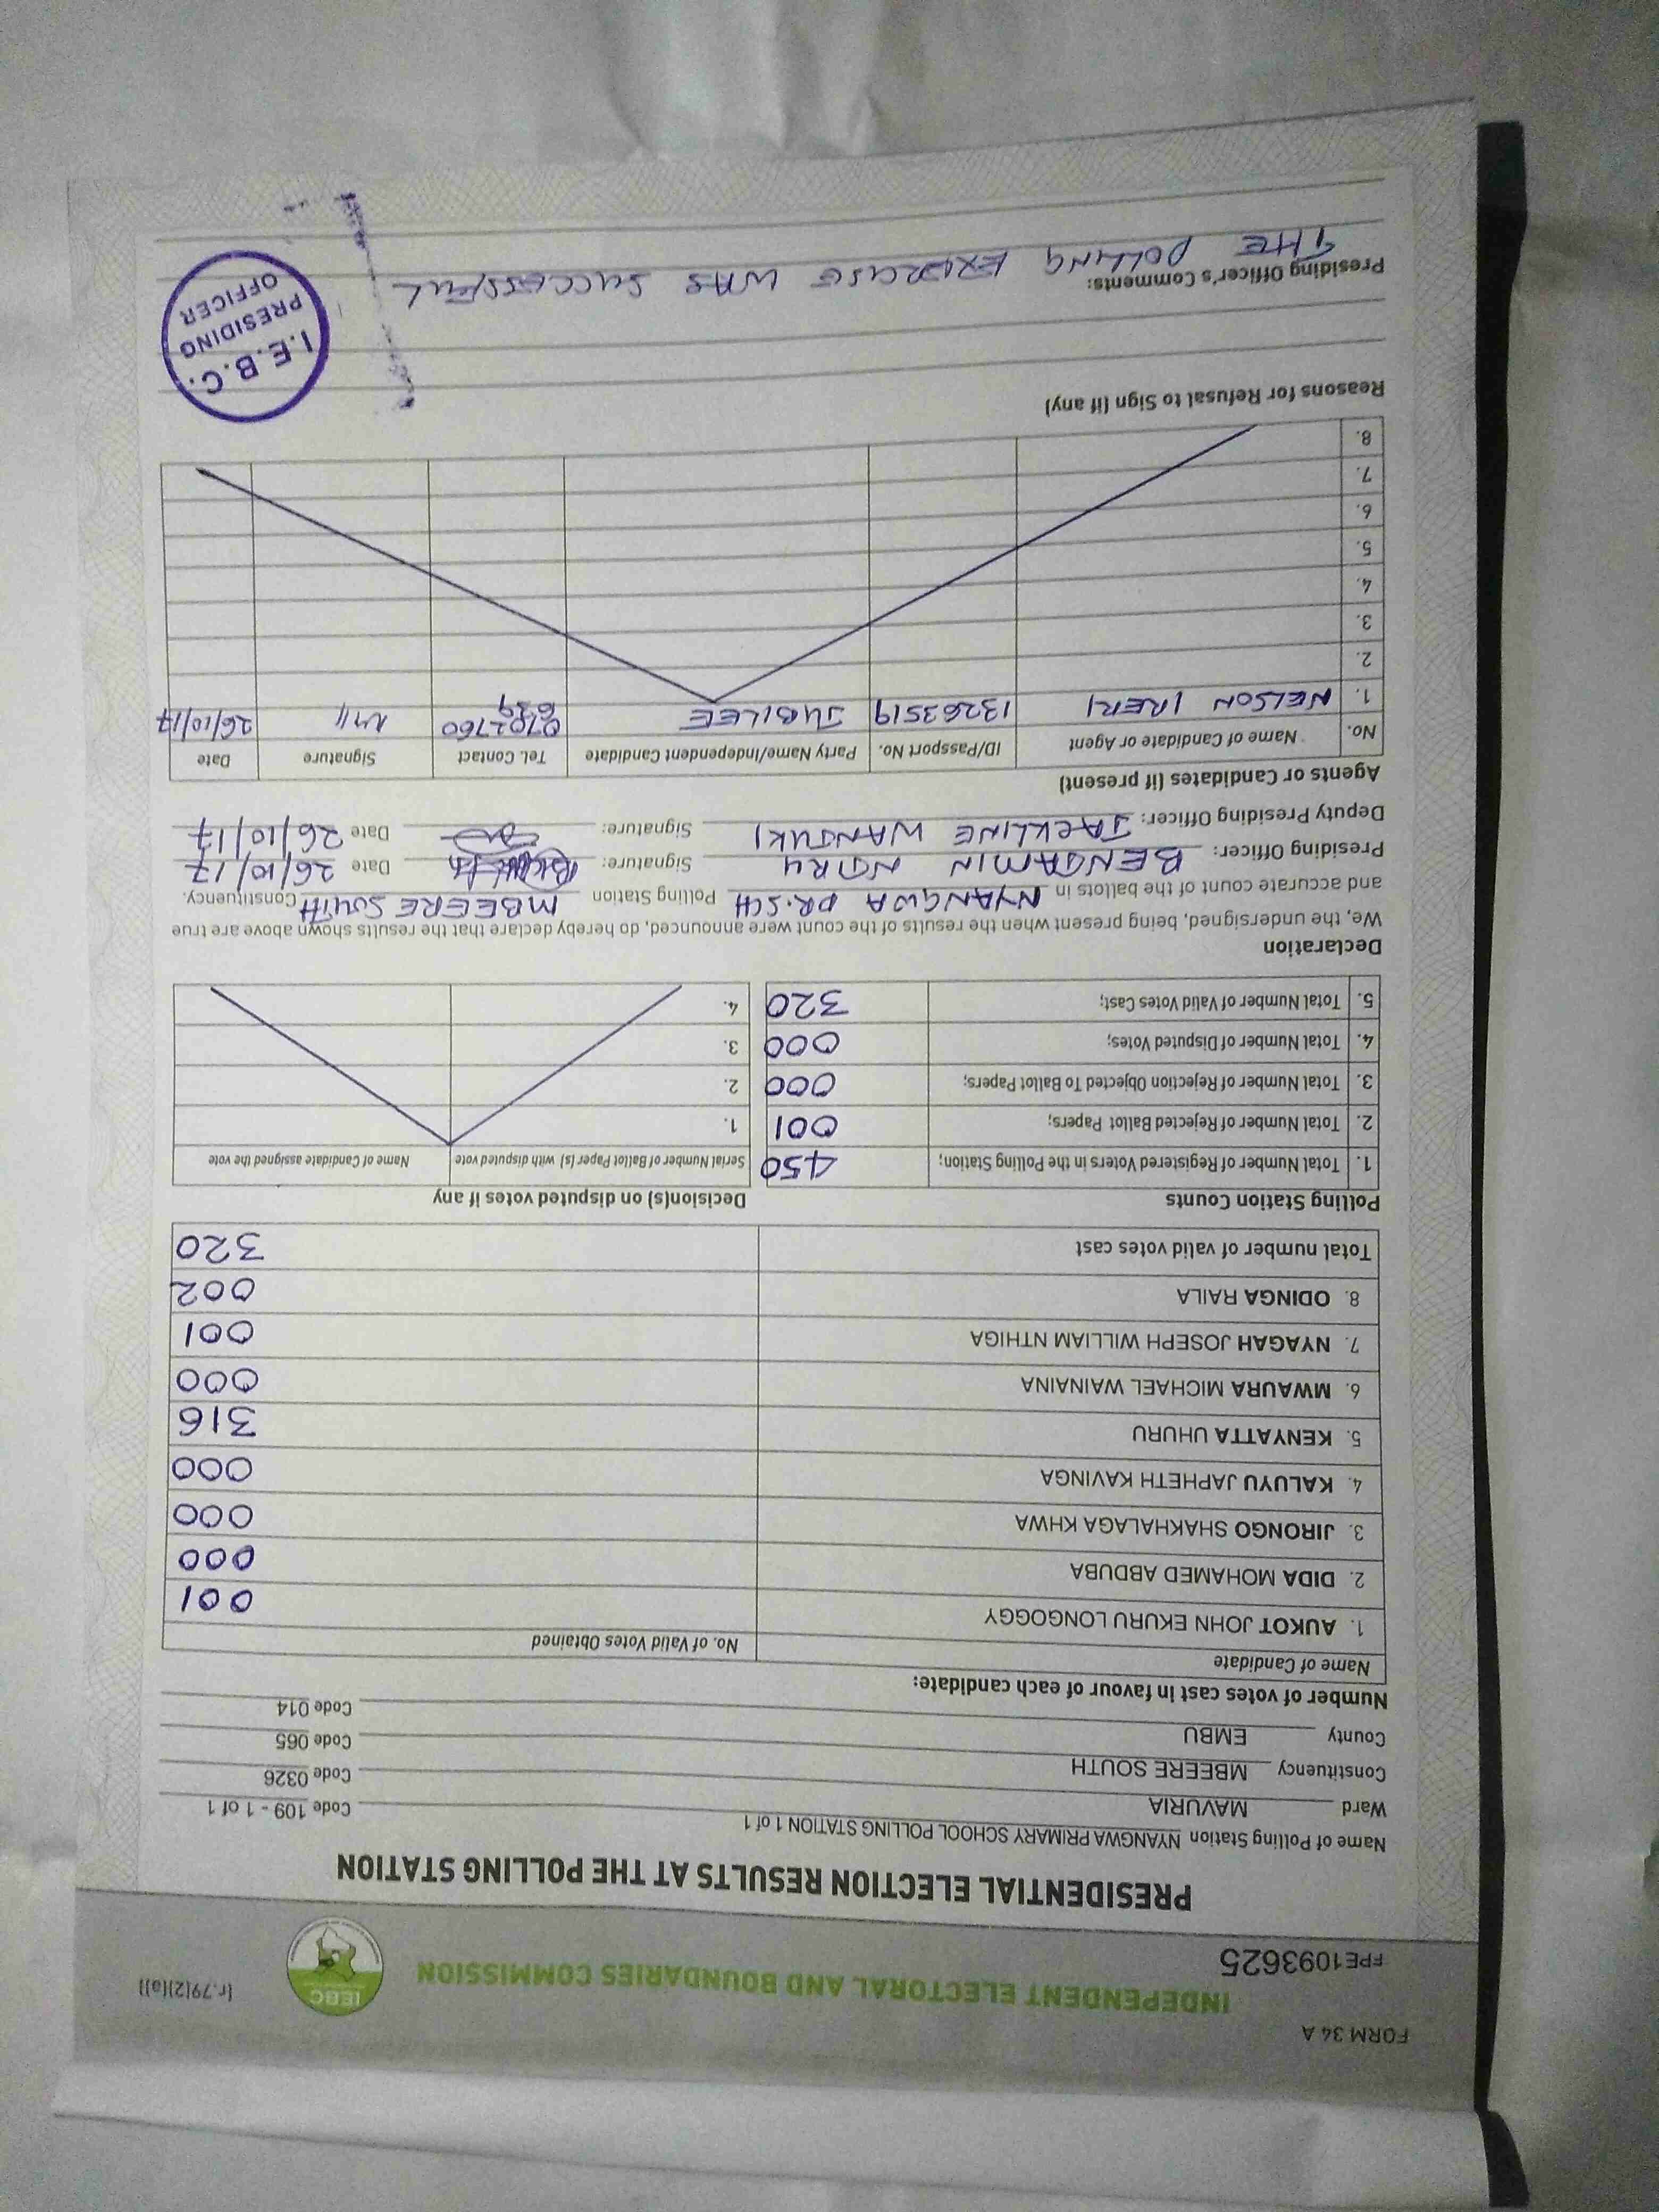 FORM 34 A
INDEPENDENT ELECTORAL AND BOUNDARIES COMMISSION
IEBC
[r.79(2)(a)]
FPE1093625
PRESIDENTIAL ELECTION RESULTS AT THE POLLING STATION
Name of Polling Station NYANGWA PRIMARY SCHOOL POLLING STATION 1 of 1
Ward MAVURIA Code 109 - 1 of 1
Constituency MBEERE SOUTH Code 0326
County EMBU Code 065
Code 014
Number of votes cast in favour of each candidate:
Name of Candidate No. of Valid Votes Obtained
1. AUKOT JOHN EKURU LONGOGGY 001
2. DIDA MOHAMED ABDUBA 000
3. JIRONGO SHAKHALAGA KHWA 000
4. KALUYU JAPHETH KAVINGA 000
5. KENYATTA UHURU 316
6. MWAURA MICHAEL WAINAINA 000
7. NYAGAH JOSEPH WILLIAM NTHIGA 001
8. ODINGA RAILA 002
Total number of valid votes cast 320
Polling Station Counts
1. Total Number of Registered Voters in the Polling Station; 450
2. Total Number of Rejected Ballot Papers; 001
3. Total Number of Rejection Objected To Ballot Papers; 000
4. Total Number of Disputed Votes; 000
5. Total Number of Valid Votes Cast; 320
Decision(s) on disputed votes if any
Serial Number of Ballot Paper (s) with disputed vote Name of Candidate assigned the vote
1.
2.
3.
4.
Declaration
We, the undersigned, being present when the results of the count were announced, do hereby declare that the results shown above are true
and accurate count of the ballots in NYANGWA PR.SCH Polling Station MBEERE SOUTH Constituency.
Presiding Officer: BENJAMIN NDRU Signature: Date 26/10/17
Deputy Presiding Officer: JACKLINE WANJUKI Signature: Date 26/10/17
Agents or Candidates (if present)
No. Name of Candidate or Agent ID/Passport No. Party Name/Independent Candidate Tel. Contact Signature Date
1. NELSON IRERI 13263519 JUBILEE 0702760 639 26/10/17
2.
3.
4.
5.
6.
7.
8.
Reasons for Refusal to Sign (if any)
Presiding Officer's Comments:
THE POLLING EXERCISE WAS SUCCESSFUL
I.E.B.C.
PRESIDING
OFFICER